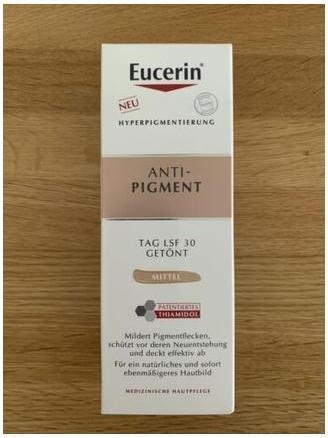 Eucerin®
NEU
HYPERPIGMENTIERUNG
ANTI-
PIGMENT
TAG LSF 30
GETÖNT
MITTEL
PATENTIERTES
THIAMIDOL
Mildert Pigmentflecken,
schützt vor deren Neuentstehung
und deckt effektiv ab
Für ein natürliches und sofort
ebenmäßigeres Hautbild
MEDIZINISCHE HAUTPFLEGE